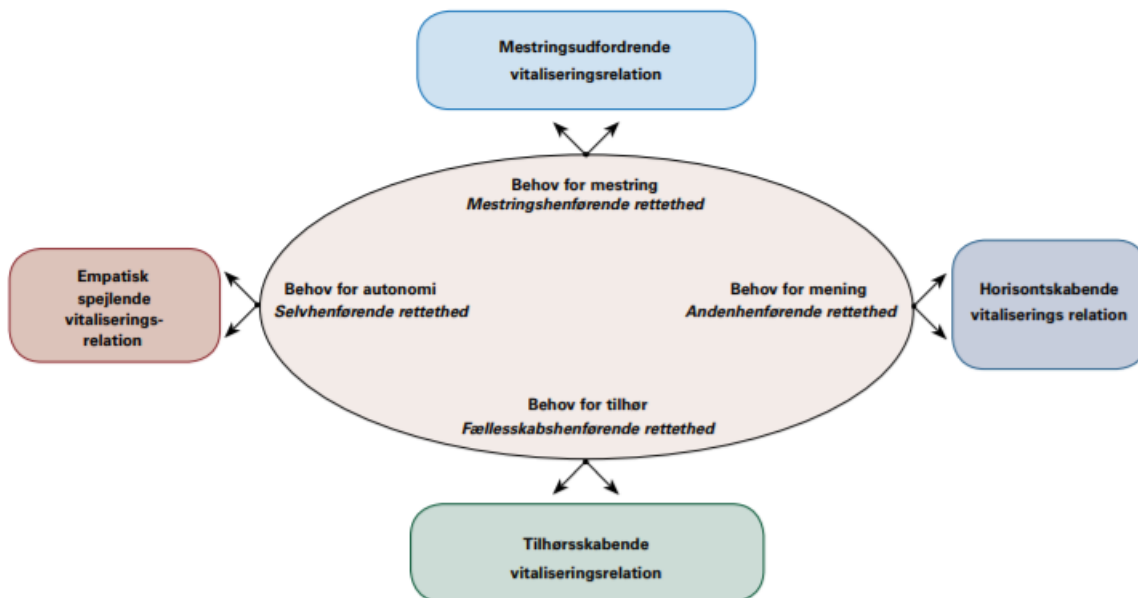 Mestringsudfordrende
vitaliseringsrelation
Behov for mestring
Mestringshenførende rettethed
Empatisk
spejlende
vitaliserings-
relation
Behov for autonomi
Selvhenførende rettethed
Behov for mening
Andenhenførende rettethed
Horisontskabende
vitaliserings relation
Behov for tilhør
Fællesskabshenførende rettethed
Tilhørsskabende
vitaliseringsrelation